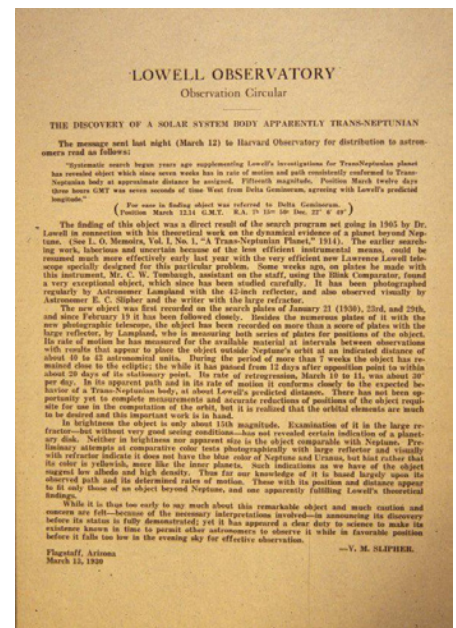 LOWELL OBSERVATORY
Observation Circular
THE DISCOVERY OF A SOLAR SYSTEM BODY APPARENTLY TRANS-NEPTUNIAN
The message sent last night (March 12) to Harvard Observatory for distribution to astron-
omers read as follows:
"Systematic search begun years ago supplementing Lowell's investigations for TransNeptunian planet
has revealed object which since seven weeks has in rate of motion and path consistently conformed to Trans-
Neptunian body at approximate distance he assigned. Fifteenth magnitude. Position March twelve days
three hours GMT was seven seconds of time West from Delta Geminorum, agreeing with Lowell's predicted
longitude."
(For ease in finding object was referred to Delta Geminorum.
Position March 12.14 G.M.T. R.A. 7h 15m 50s Dec. 22° 6' 49")
The finding of this object was a direct result of the search program set going in 1905 by Dr.
Lowell in connection with his theoretical work on the dynamical evidence of a planet beyond Nep-
tune. (See L. O. Memoirs, Vol. I, No. 1, "A Trans-Neptunian Planet," 1914). The earlier search-
ing work, laborious and uncertain because of the less efficient instrumental means, could be
resumed much more effectively early last year with the very efficient new Lawrence Lowell tele-
scope specially designed for this particular problem. Some weeks ago, on plates he made with
this instrument, Mr. C. W. Tombaugh, assistant on the staff, using the Blink Comparator, found
a very exceptional object, which since has been studied carefully. It has been photographed
regularly by Astronomer Lampland with the 42-inch reflector, and also observed visually by
Astronomer E. C. Slipher and the writer with the large refractor.
The new object was first recorded on the search plates of January 21 (1930), 23rd, and 29th,
and since February 19 it has been followed closely. Besides the numerous plates of it with the
new photographic telescope, the object has been recorded on more than a score of plates with the
large reflector, by Lampland, who is measuring both series of plates for positions of the object.
Its rate of motion he has measured for the available material at intervals between observations
with results that appear to place the object outside Neptune's orbit at an indicated distance of
about 40 to 43 astronomical units. During the period of more than 7 weeks the object has re-
mained close to the ecliptic; the while it has passed from 12 days after opposition point to within
about 20 days of its stationary point. Its rate of retrogression, March 10 to 11, was about 30"
per day. In its apparent path and in its rate of motion it conforms closely to the expected be-
havior of a Trans-Neptunian body, at about Lowell's predicted distance. There has not been op-
portunity yet to complete measurements and accurate reductions of positions of the object requi-
site for use in the computation of the orbit, but it is realized that the orbital elements are much
to be desired and this important work is in hand.
In brightness the object is only about 15th magnitude. Examination of it in the large re-
fractor—but without very good seeing conditions—has not revealed certain indication of a planet-
ary disk. Neither in brightness nor apparent size is the object comparable with Neptune. Pre-
liminary attempts at comparative color tests photographically with large reflector and visually
with refractor indicate it does not have the blue color of Neptune and Uranus, but hint rather that
its color is yellowish, more like the inner planets. Such indications as we have of the object
suggest low albedo and high density. Thus far our knowledge of it is based largely upon its
observed path and its determined rates of motion. These with its position and distance appear
to fit only those of an object beyond Neptune, and one apparently fulfilling Lowell's theoretical
findings.
While it is thus too early to say much about this remarkable object and much caution and
concern are felt—because of the necessary interpretations involved—in announcing its discovery
before its status is fully demonstrated; yet it has appeared a clear duty to science to make its
existence known in time to permit other astronomers to observe it while in favorable position
before it falls too low in the evening sky for effective observation.
—V. M. SLIPHER.
Flagstaff, Arizona
March 13, 1930